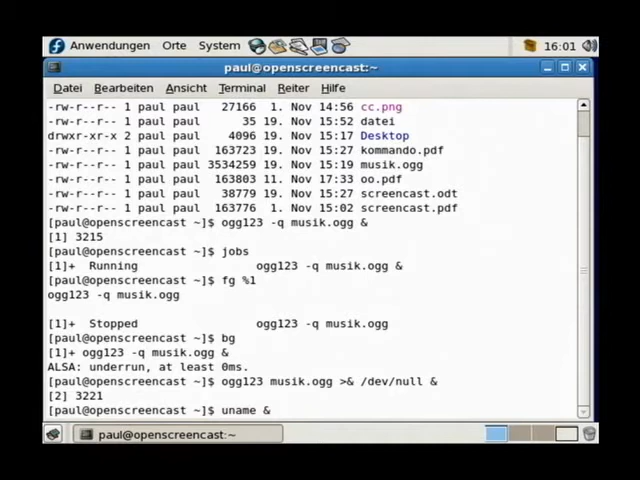 Anwendungen Orte System 16:01
paul@openscreencast:~
Datei Bearbeiten Ansicht Terminal Reiter Hilfe
-rw-r--r-- 1 paul paul 27166 1. Nov 14:56 cc.png
-rw-r--r-- 1 paul paul 35 19. Nov 15:52 datei
drwxr-xr-x 2 paul paul 4096 19. Nov 15:17 Desktop
-rw-r--r-- 1 paul paul 163723 19. Nov 15:27 kommando.pdf
-rw-r--r-- 1 paul paul 3534259 19. Nov 15:19 musik.ogg
-rw-r--r-- 1 paul paul 163803 11. Nov 17:33 oo.pdf
-rw-r--r-- 1 paul paul 38779 19. Nov 15:27 screencast.odt
-rw-r--r-- 1 paul paul 163776 1. Nov 15:02 screencast.pdf
[paul@openscreencast ~]$ ogg123 -q musik.ogg &
[1] 3215
[paul@openscreencast ~]$ jobs
[1]+ Running ogg123 -q musik.ogg &
[paul@openscreencast ~]$ fg %1
ogg123 -q musik.ogg
[1]+ Stopped ogg123 -q musik.ogg
[paul@openscreencast ~]$ bg
[1]+ ogg123 -q musik.ogg &
ALSA: underrun, at least 0ms.
[paul@openscreencast ~]$ ogg123 musik.ogg >& /dev/null &
[2] 3221
[paul@openscreencast ~]$ uname &
paul@openscreencast:~